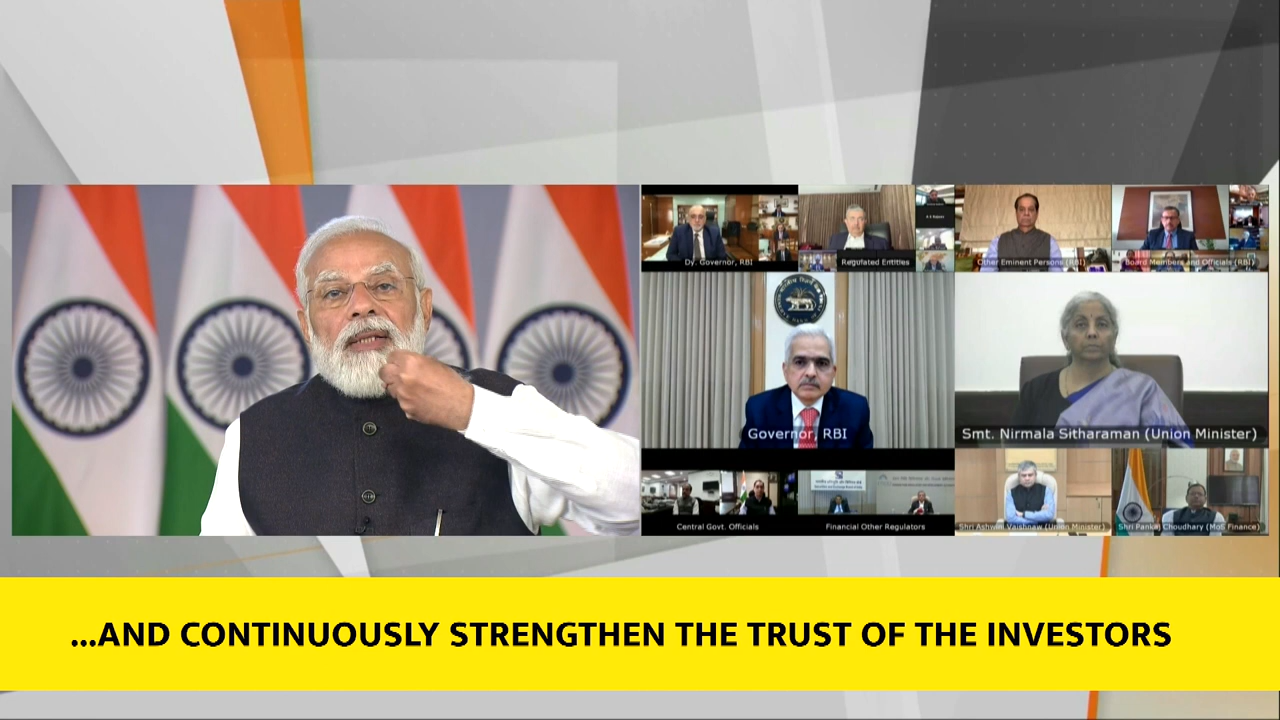 Dy. Governor, RBI
Regulated Entities
Other Eminent Persons (RBI)
Board Members and Officials (RBI)
Governor, RBI
Smt. Nirmala Sitharaman (Union Minister)
Central Govt. Officials
Financial Other Regulators
Shri Ashwini Vaishnaw (Union Minister)
Shri Pankaj Choudhary (MoS Finance)
...AND CONTINUOUSLY STRENGTHEN THE TRUST OF THE INVESTORS